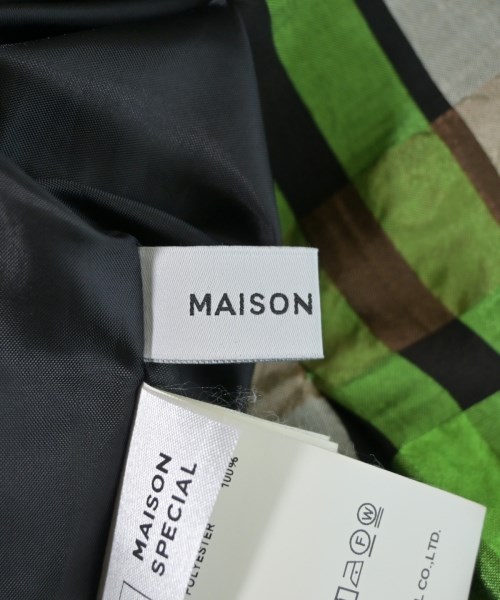 MAISON
MAISON
SPECIAL
POLYESTER 100%
F W
CO.,LTD.